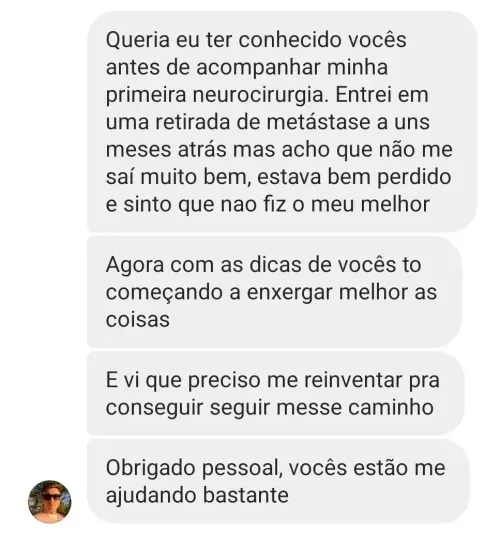 Queria eu ter conhecido vocês
antes de acompanhar minha
primeira neurocirurgia. Entrei em
uma retirada de metástase a uns
meses atrás mas acho que não me
saí muito bem, estava bem perdido
e sinto que nao fiz o meu melhor
Agora com as dicas de vocês to
começando a enxergar melhor as
coisas
E vi que preciso me reinventar pra
conseguir seguir messe caminho
Obrigado pessoal, vocês estão me
ajudando bastante